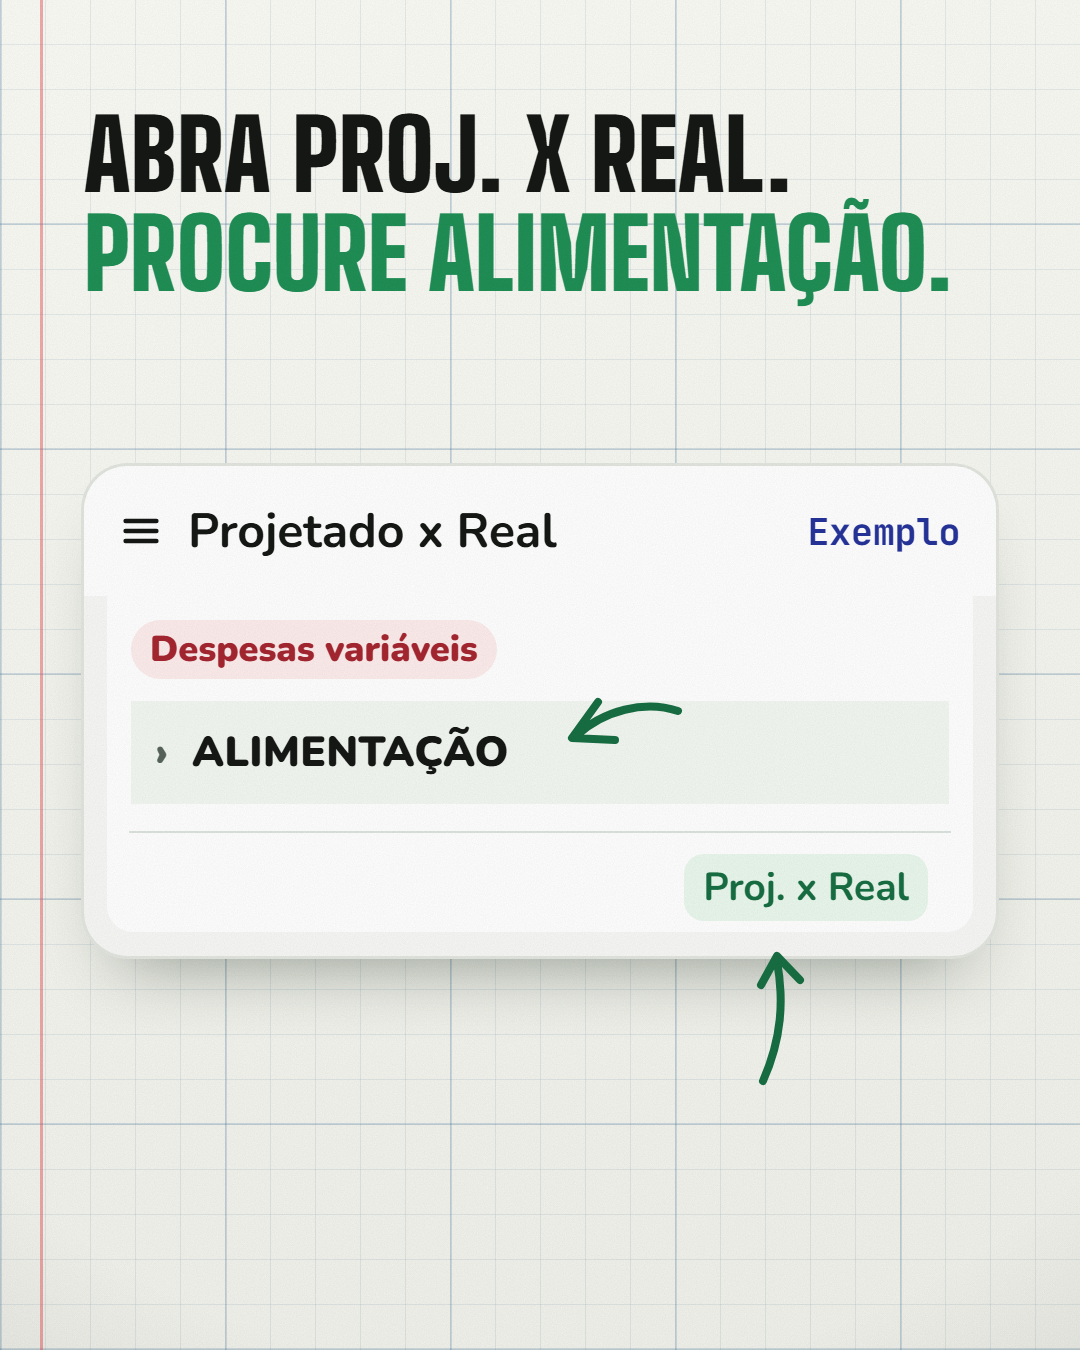 ABRA PROJ. X REAL.
PROCURE ALIMENTAÇÃO.
Projetado x Real
Exemplo
Despesas variáveis
› ALIMENTAÇÃO
Proj. x Real